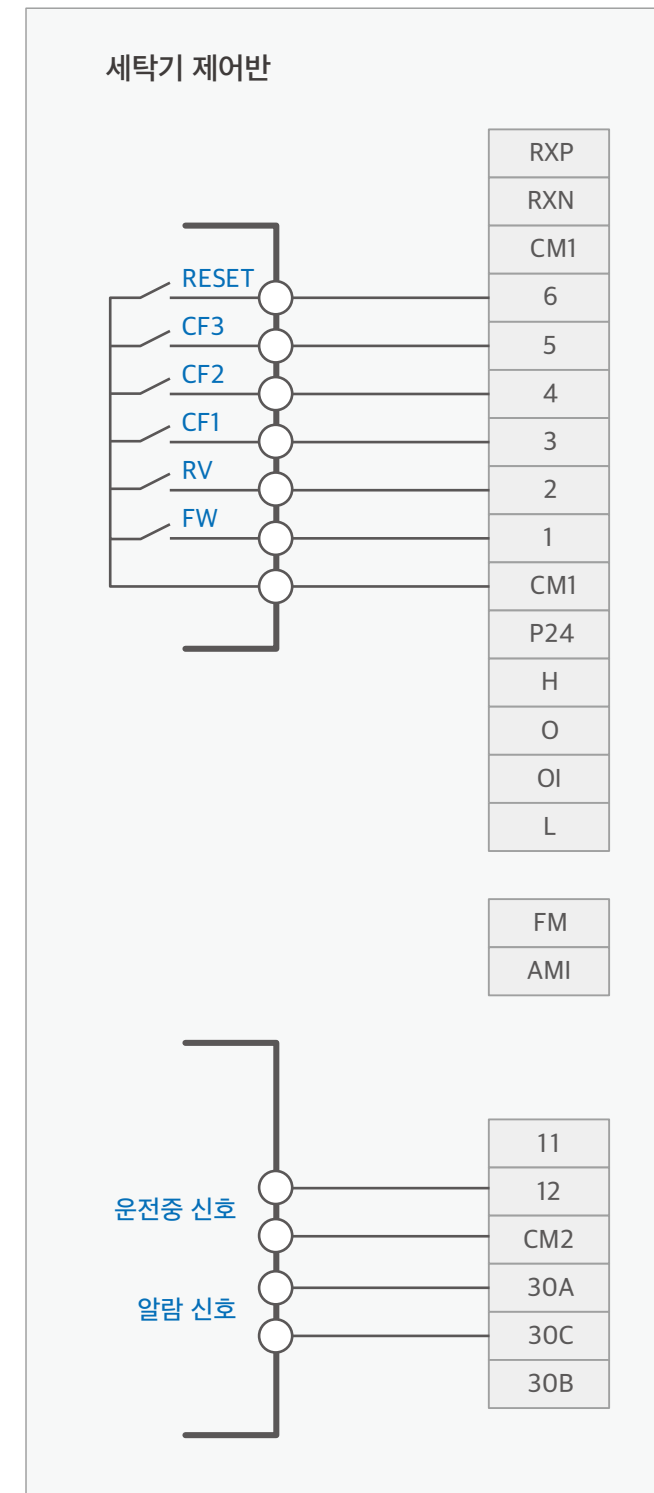 세탁기 제어반
RXP
RXN
CM1
RESET 6
CF3 5
CF2 4
CF1 3
RV 2
FW 1
CM1
P24
H
O
OI
L
FM
AMI
11
운전중 신호 12
CM2
알람 신호 30A
30C
30B